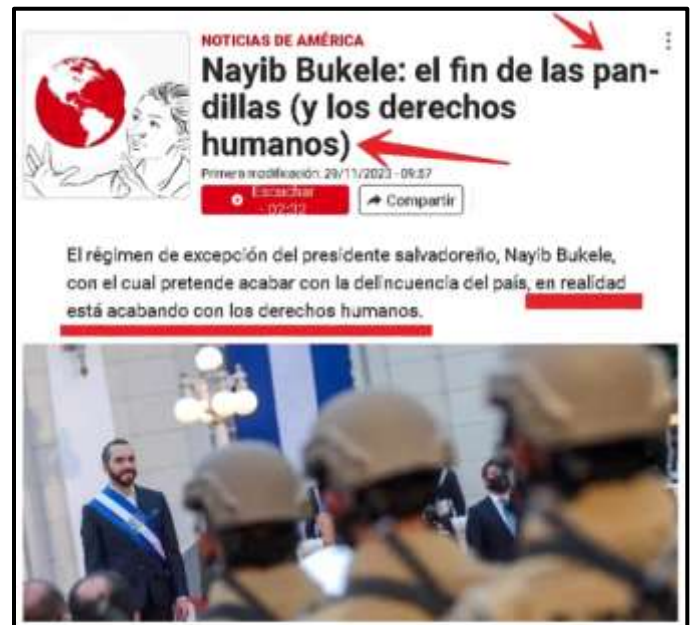 NOTICIAS DE AMÉRICA
Nayib Bukele: el fin de las pan-
dillas (y los derechos
humanos)
Primera modificación: 29/11/2023 - 09:57
Escuchar
- 02:32
Compartir
El régimen de excepción del presidente salvadoreño, Nayib Bukele,
con el cual pretende acabar con la delincuencia del país, en realidad
está acabando con los derechos humanos.